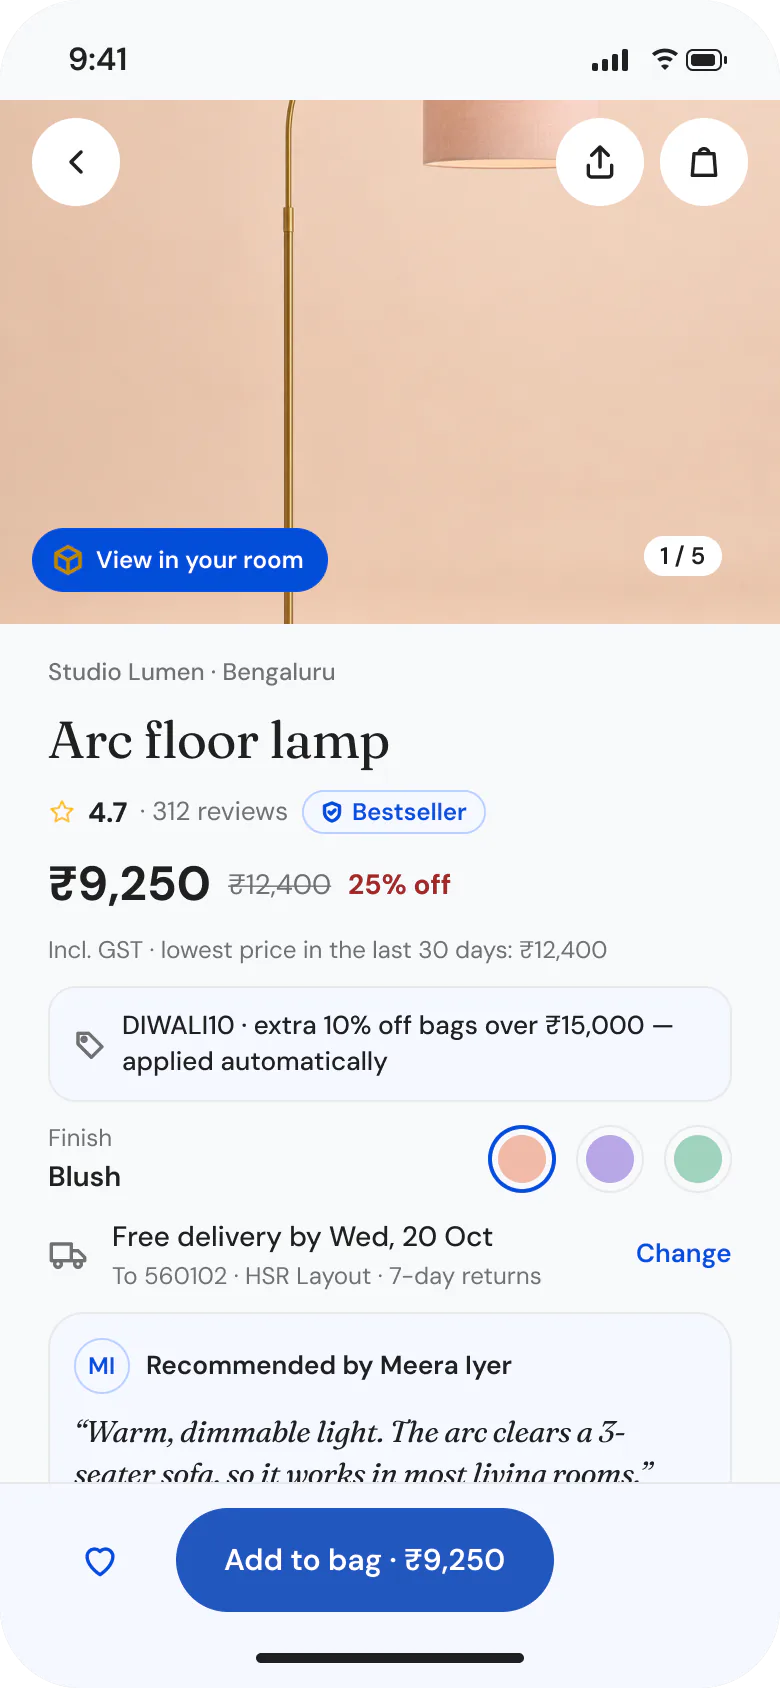 9:41
View in your room
1 / 5
Studio Lumen · Bengaluru
Arc floor lamp
4.7 · 312 reviews Bestseller
₹9,250 ₹12,400 25% off
Incl. GST · lowest price in the last 30 days: ₹12,400
DIWALI10 · extra 10% off bags over ₹15,000 —
applied automatically
Finish
Blush
Free delivery by Wed, 20 Oct
To 560102 · HSR Layout · 7-day returns
Change
MI Recommended by Meera Iyer
“Warm, dimmable light. The arc clears a 3-
seater sofa, so it works in most living rooms.”
Add to bag · ₹9,250